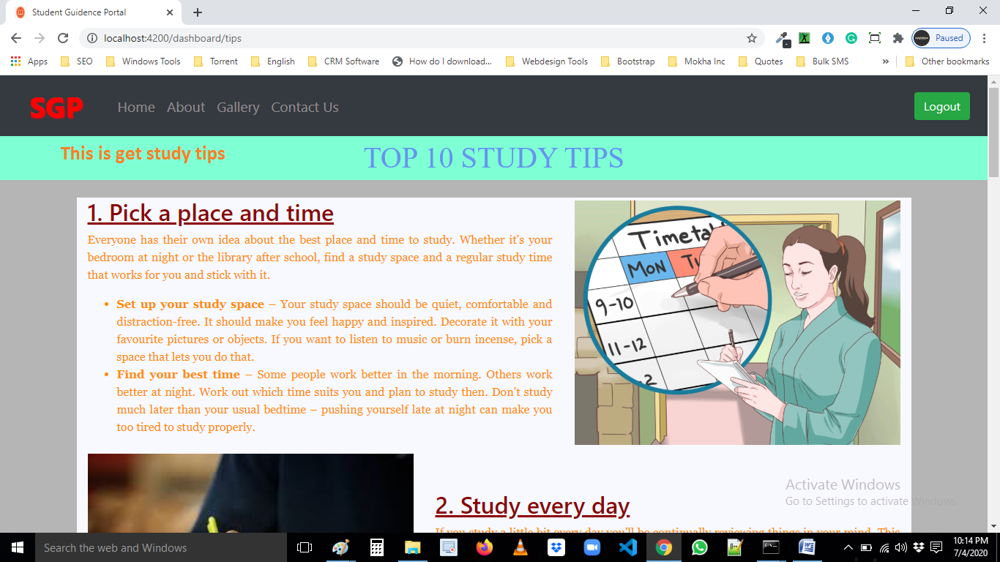 Student Guidence Portal
localhost:4200/dashboard/tips
Paused
Apps SEO Windows Tools Torrent English CRM Software How do I download... Webdesign Tools Bootstrap Mokha Inc Quotes Bulk SMS » Other bookmarks
SGP Home About Gallery Contact Us Logout
This is get study tips
TOP 10 STUDY TIPS
1. Pick a place and time
Everyone has their own idea about the best place and time to study. Whether it's your
bedroom at night or the library after school, find a study space and a regular study time
that works for you and stick with it.
• Set up your study space – Your study space should be quiet, comfortable and
distraction-free. It should make you feel happy and inspired. Decorate it with your
favourite pictures or objects. If you want to listen to music or burn incense, pick a
space that lets you do that.
• Find your best time – Some people work better in the morning. Others work
better at night. Work out which time suits you and plan to study then. Don't study
much later than your usual bedtime – pushing yourself late at night can make you
too tired to study properly.
Timetab
MON TU
9-10
11-12
-2
2. Study every day
If you study a little bit every day you'll be continually reviewing things in your mind. This
Activate Windows
Go to Settings to activate Windows.
Search the web and Windows
10:14 PM
7/4/2020